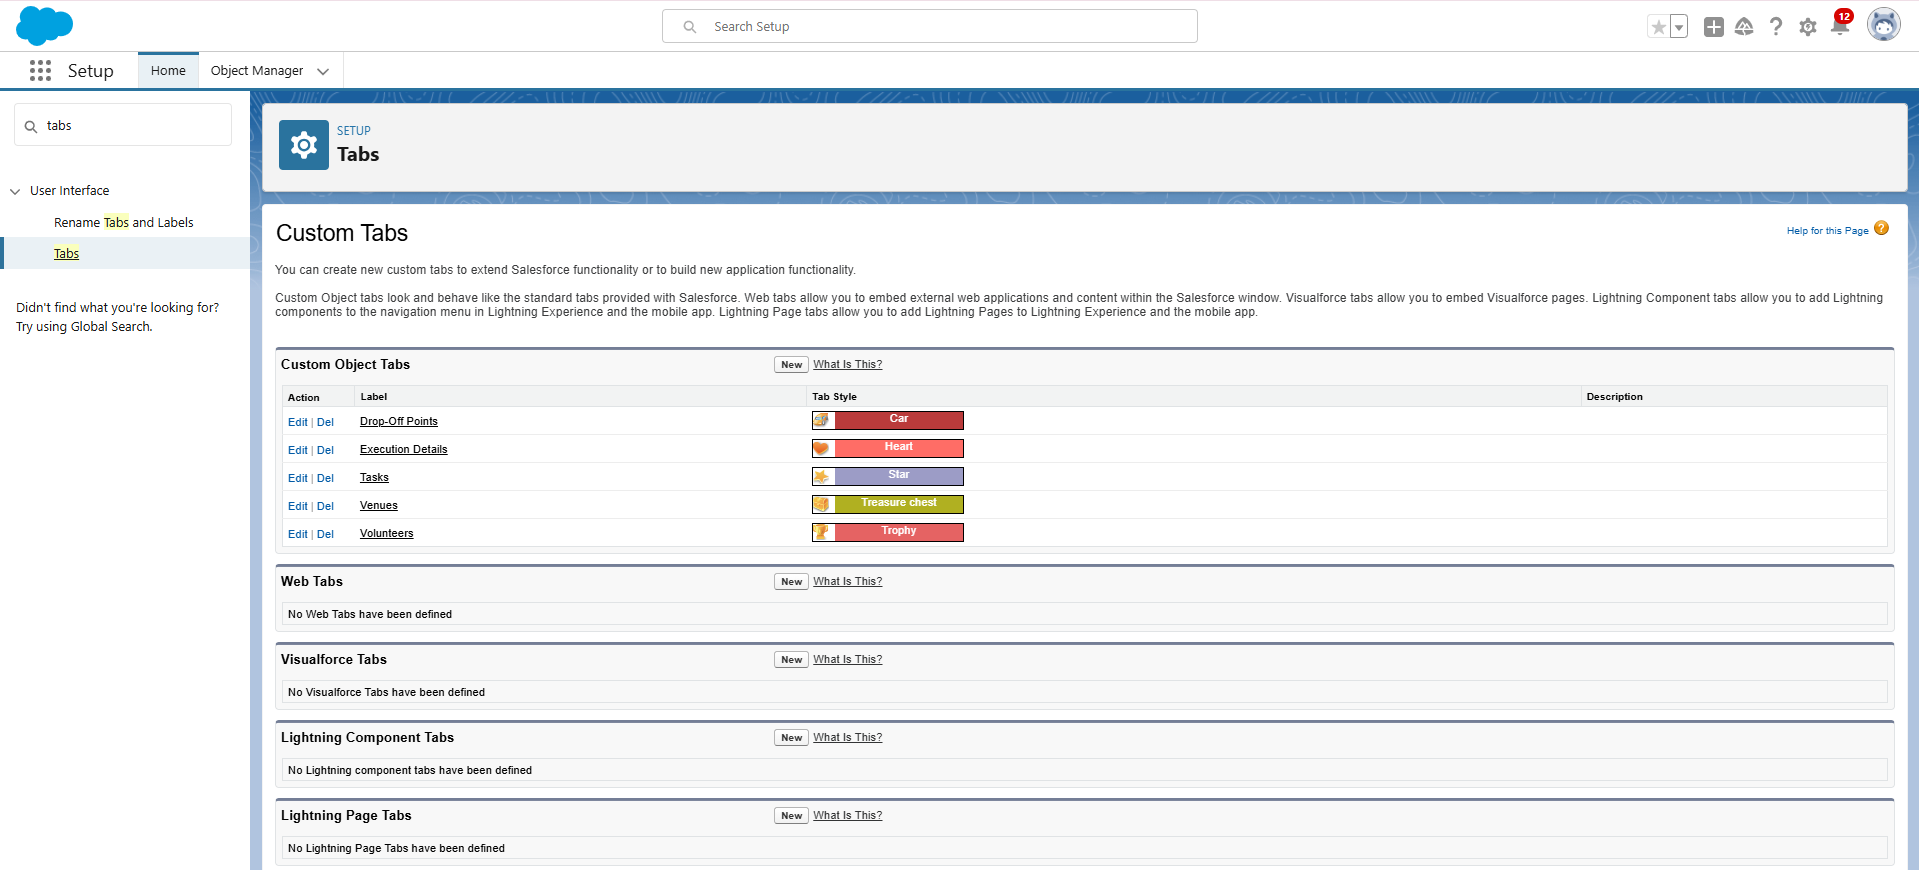 Search Setup
12
Setup
Home
Object Manager
tabs
User Interface
Rename Tabs and Labels
Tabs
Didn't find what you're looking for?
Try using Global Search.
SETUP
Tabs
Custom Tabs
Help for this Page
You can create new custom tabs to extend Salesforce functionality or to build new application functionality.
Custom Object tabs look and behave like the standard tabs provided with Salesforce. Web tabs allow you to embed external web applications and content within the Salesforce window. Visualforce tabs allow you to embed Visualforce pages. Lightning Component tabs allow you to add Lightning
components to the navigation menu in Lightning Experience and the mobile app. Lightning Page tabs allow you to add Lightning Pages to Lightning Experience and the mobile app.
Custom Object Tabs New What Is This?
Action Label Tab Style Description
Edit | Del Drop-Off Points Car
Edit | Del Execution Details Heart
Edit | Del Tasks Star
Edit | Del Venues Treasure chest
Edit | Del Volunteers Trophy
Web Tabs New What Is This?
No Web Tabs have been defined
Visualforce Tabs New What Is This?
No Visualforce Tabs have been defined
Lightning Component Tabs New What Is This?
No Lightning component tabs have been defined
Lightning Page Tabs New What Is This?
No Lightning Page Tabs have been defined